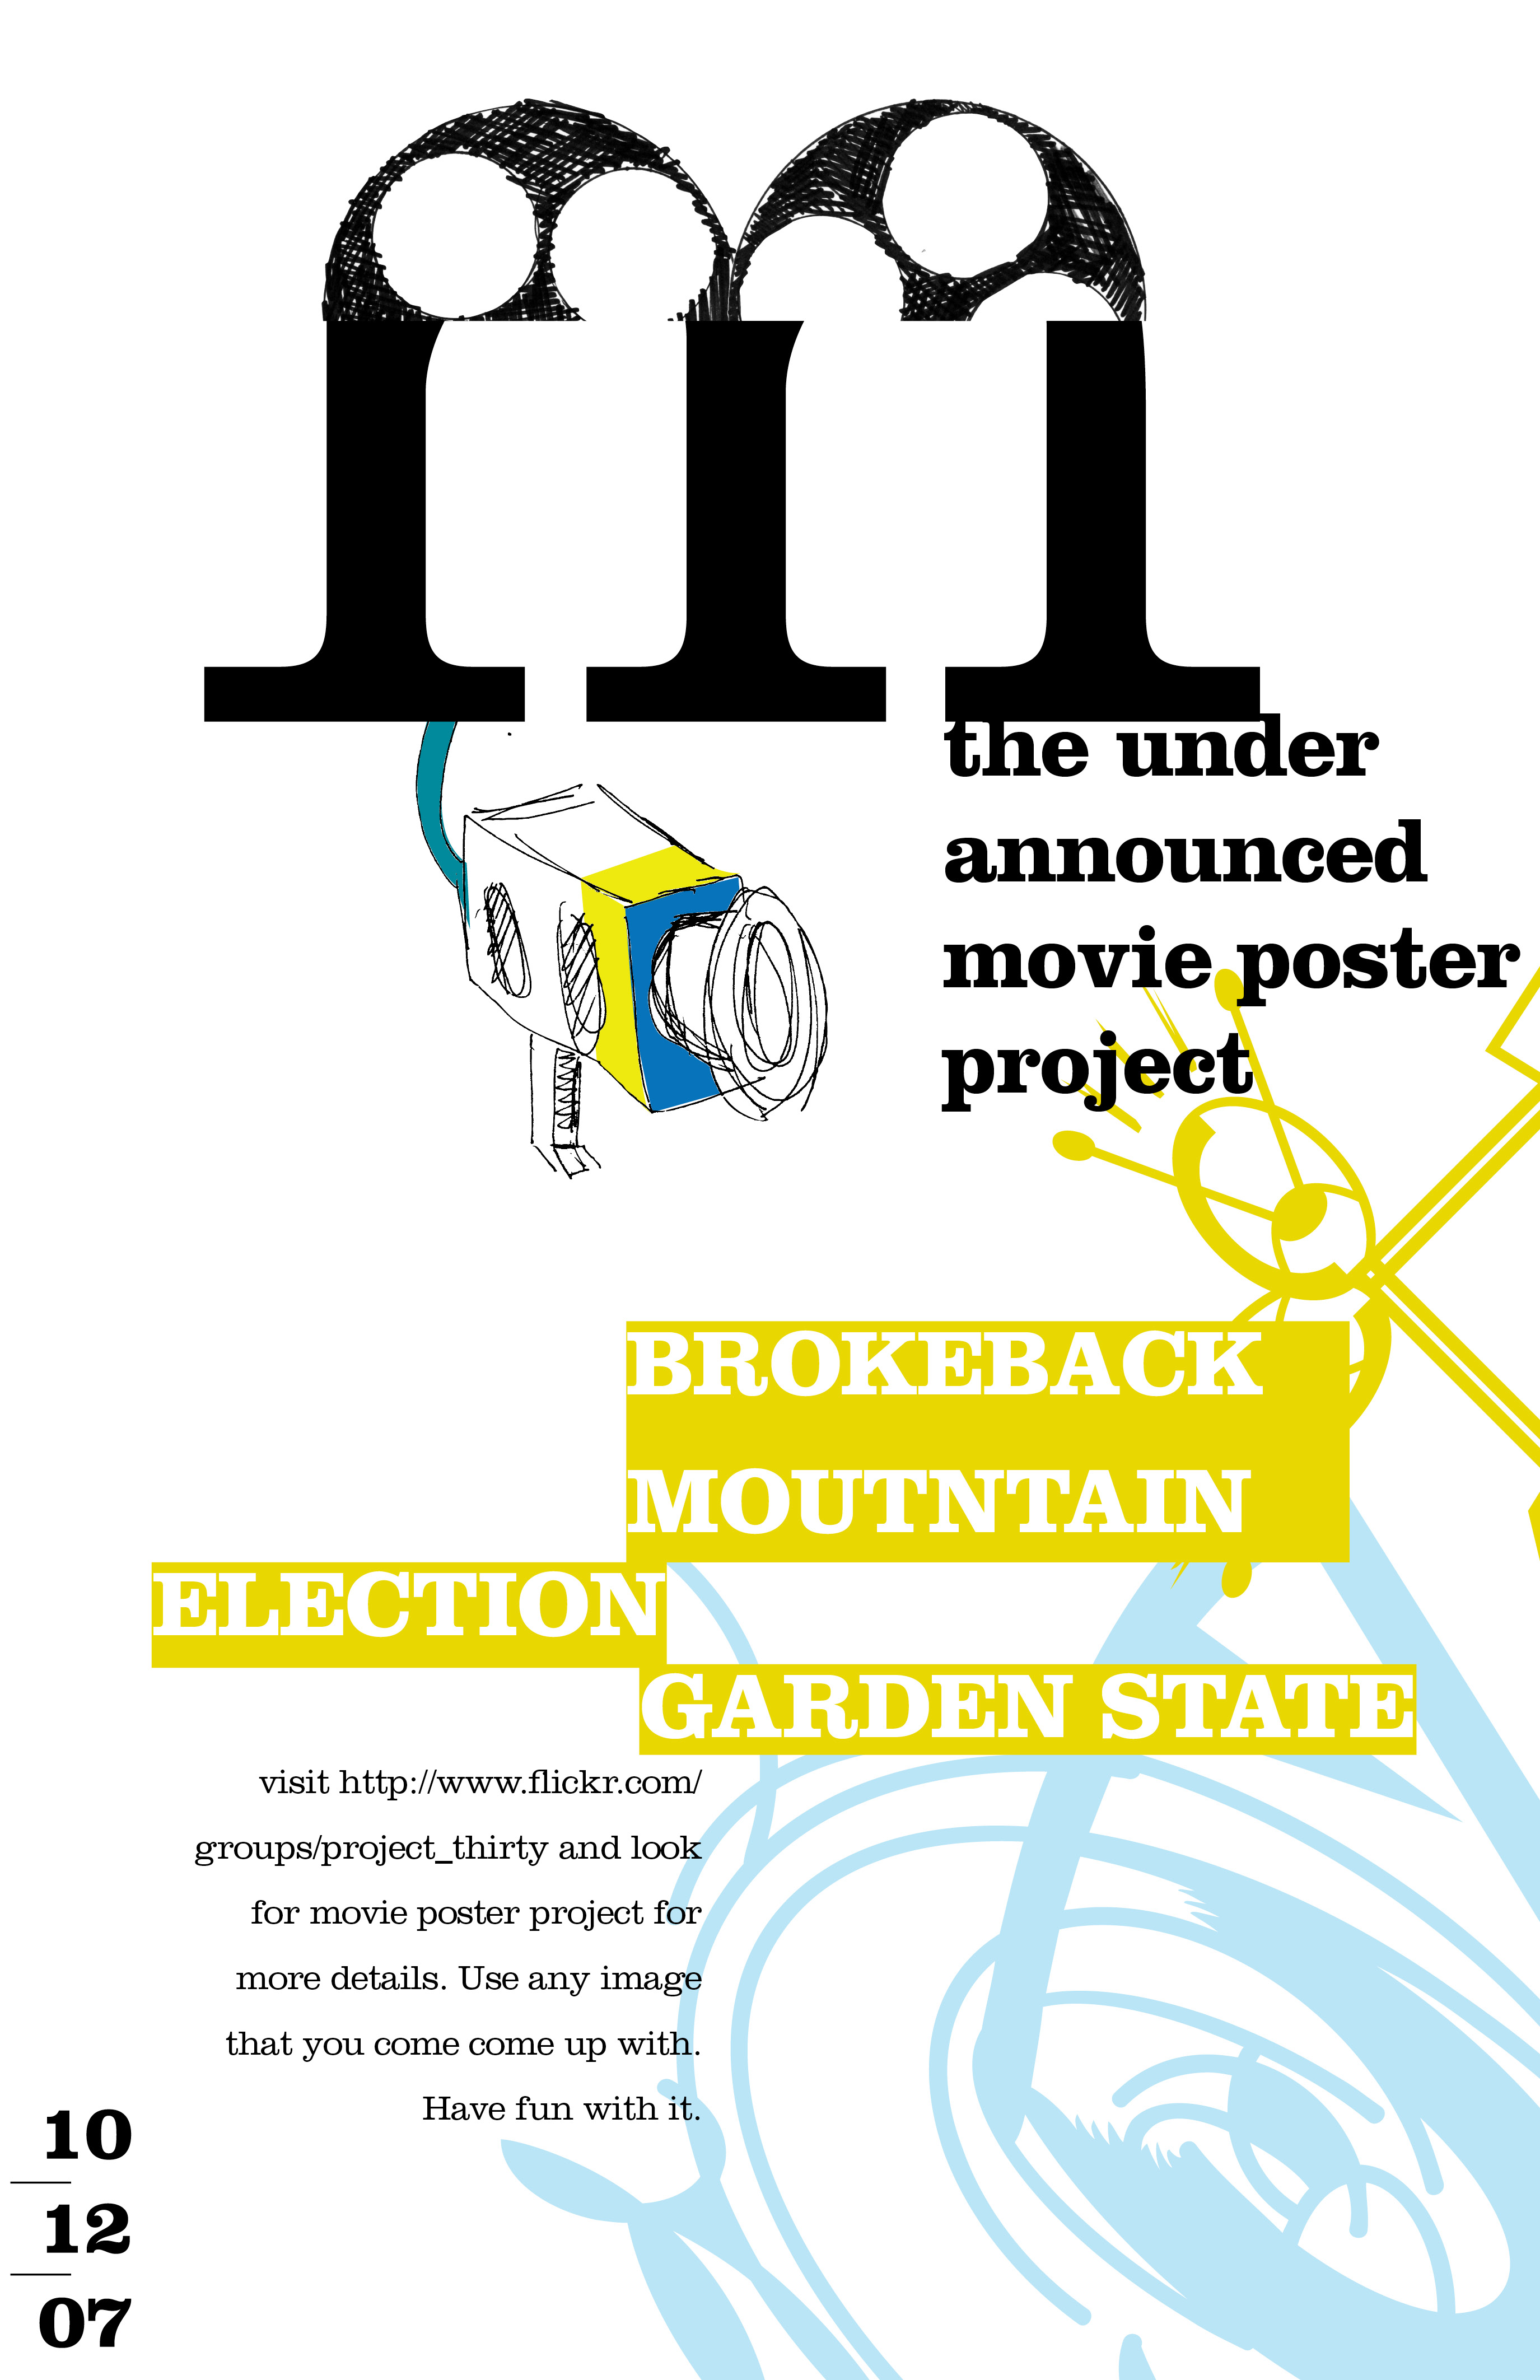 m
the under
announced
movie poster
project
BROKEBACK
MOUTNTAIN
ELECTION
GARDEN STATE
visit http://www.flickr.com/
groups/project_thirty and look
for movie poster project for
more details. Use any image
that you come come up with.
Have fun with it.
10
12
07